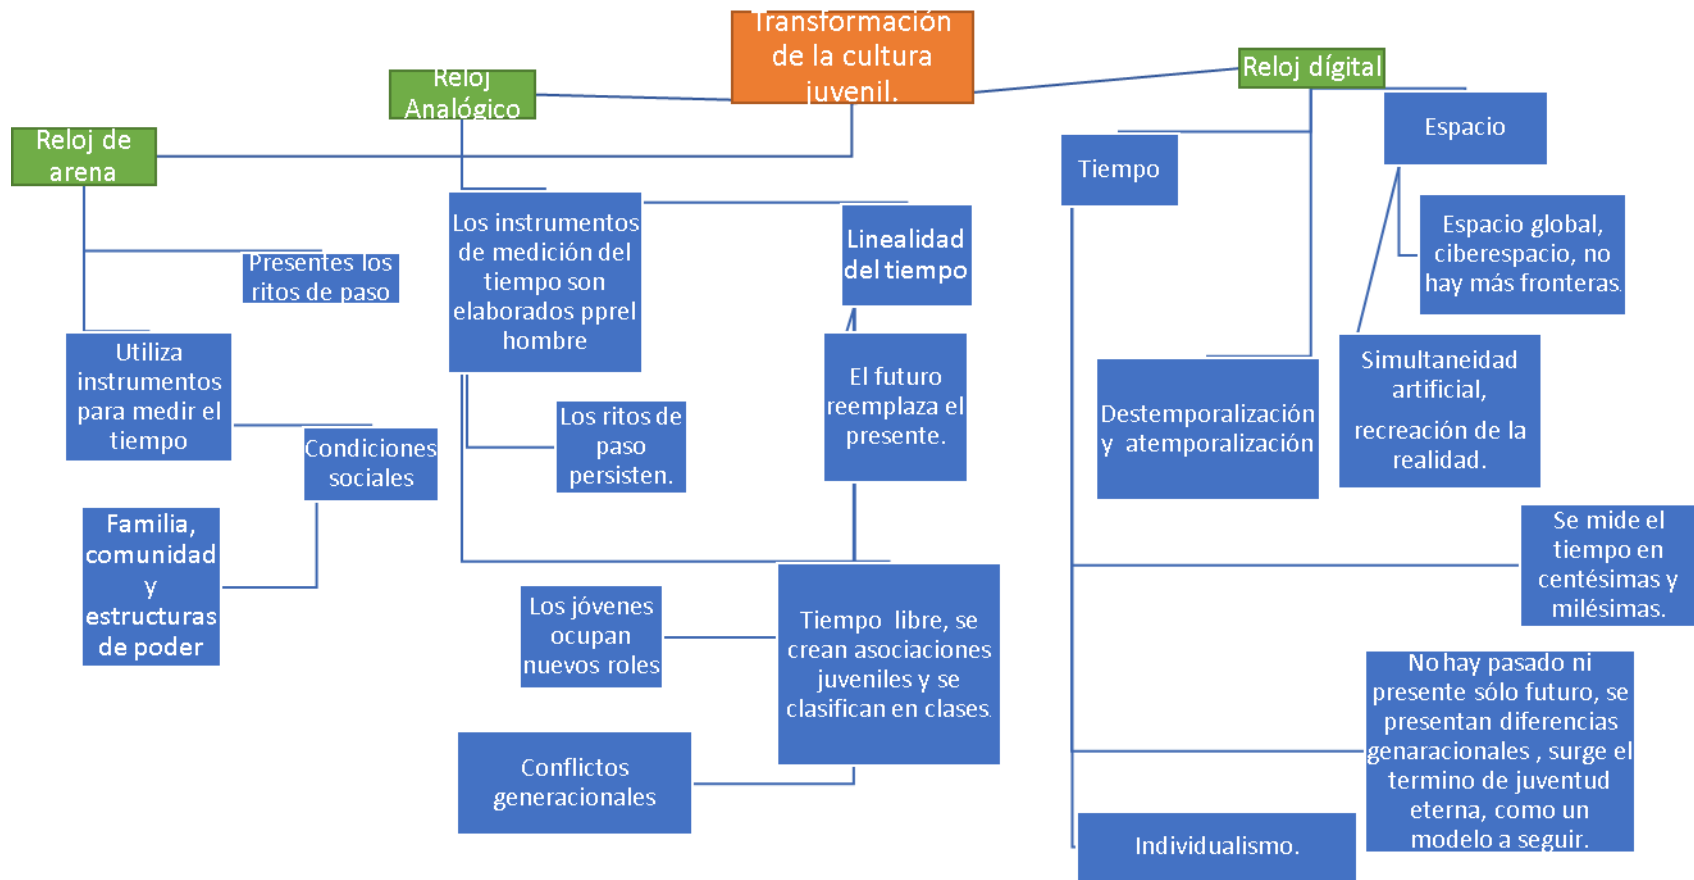 Transformación
de la cultura
juvenil.
Reloj de
arena
Presentes los
ritos de paso
Utiliza
instrumentos
para medir el
tiempo
Condiciones
sociales
Familia,
comunidad
y
estructuras
de poder
Reloj
Analógico
Los instrumentos
de medición del
tiempo son
elaborados pprel
hombre
Linealidad
del tiempo
El futuro
reemplaza el
presente.
Los ritos de
paso
persisten.
Tiempo libre, se
crean asociaciones
juveniles y se
clasifican en clases.
Los jóvenes
ocupan
nuevos roles
Conflictos
generacionales
Reloj dígital
Tiempo
Espacio
Espacio global,
ciberespacio, no
hay más fronteras.
Simultaneidad
artificial,
recreación de la
realidad.
Destemporalización
y atemporalización
Se mide el
tiempo en
centésimas y
milésimas.
No hay pasado ni
presente sólo futuro, se
presentan diferencias
genaracionales , surge el
termino de juventud
eterna, como un
modelo a seguir.
Individualismo.